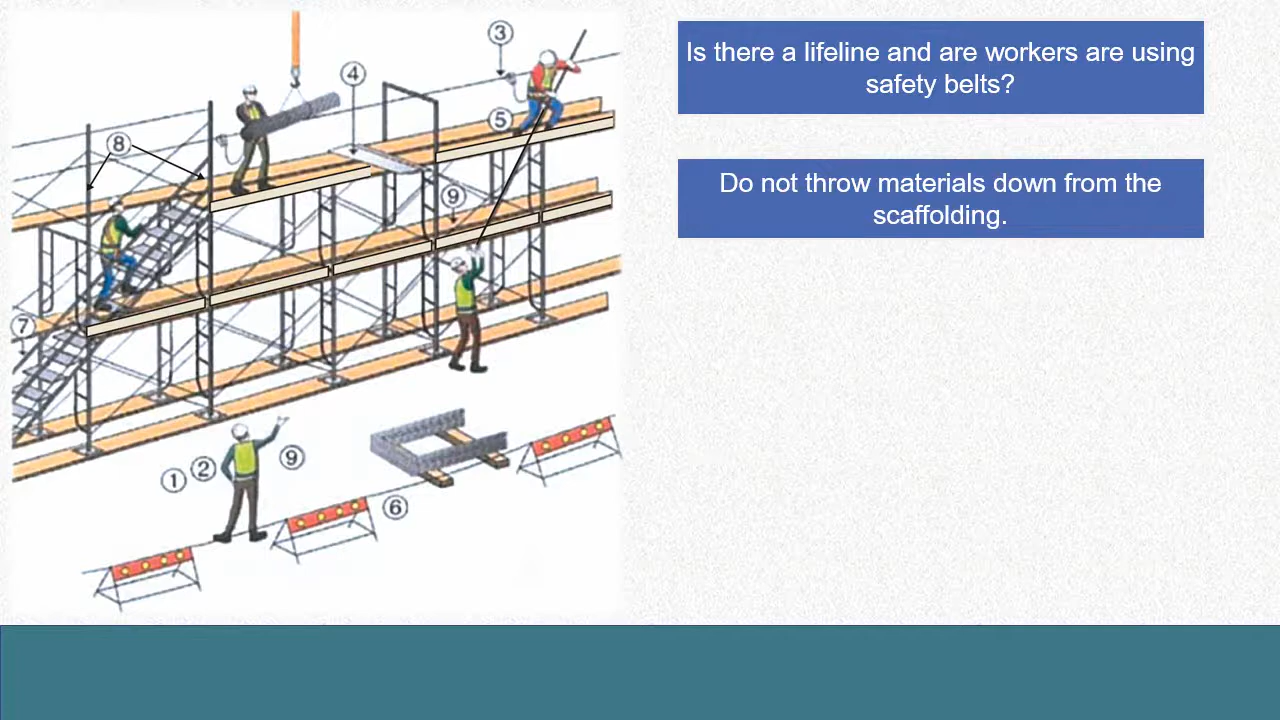 ③
④
⑤
⑧
⑨
⑦
① ② ⑨
⑥
Is there a lifeline and are workers are using
safety belts?
Do not throw materials down from the
scaffolding.